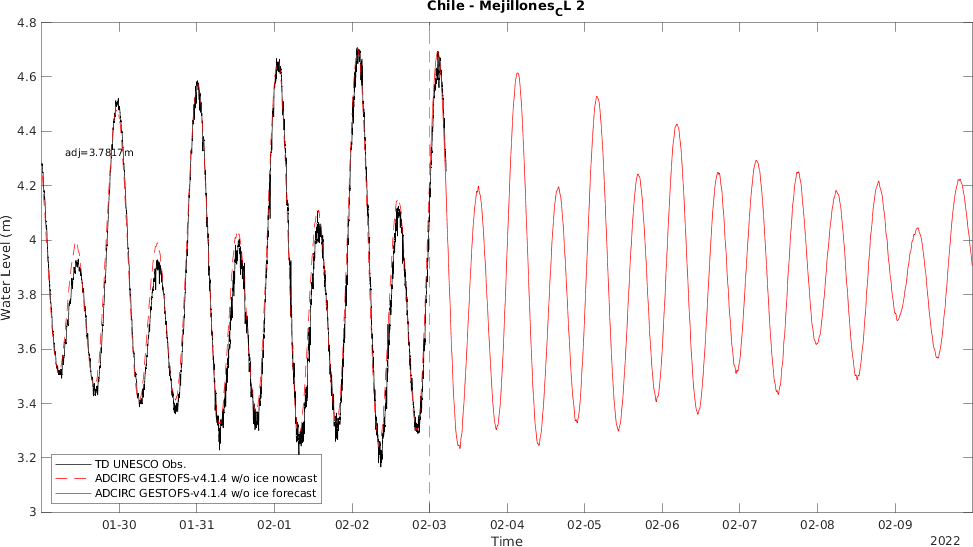 Chile - Mejillones_CL 2
4.8
4.6
4.4
adj=3.7817m
4.2
4
3.8
3.6
3.4
3.2
3
Water Level (m)
TD UNESCO Obs.
ADCIRC GESTOFS-v4.1.4 w/o ice nowcast
ADCIRC GESTOFS-v4.1.4 w/o ice forecast
01-30 01-31 02-01 02-02 02-03 02-04 02-05 02-06 02-07 02-08 02-09
Time
2022